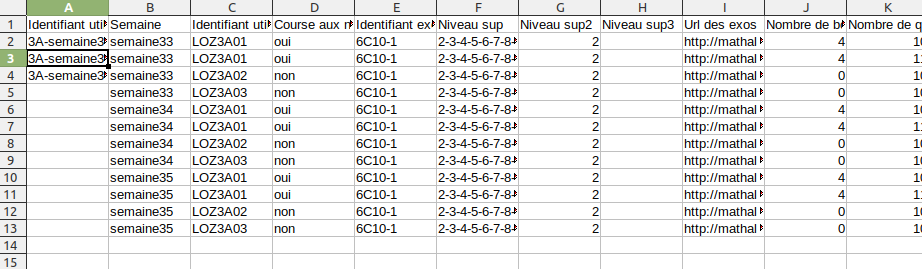 A B C D E F G H I J K
1 Identifiant uti Semaine Identifiant uti Course aux Identifiant ex Niveau sup Niveau sup2 Niveau sup3 Url des exos Nombre de b Nombre de q
2 3A-semaine3 semaine33 LOZ3A01 oui 6C10-1 2-3-4-5-6-7-8- 2 http://mathal 4
3 3A-semaine3 semaine33 LOZ3A01 oui 6C10-1 2-3-4-5-6-7-8- 2 http://mathal 4
4 3A-semaine3 semaine33 LOZ3A02 non 6C10-1 2-3-4-5-6-7-8- 2 http://mathal 0
5 semaine33 LOZ3A03 non 6C10-1 2-3-4-5-6-7-8- 2 http://mathal 0
6 semaine34 LOZ3A01 oui 6C10-1 2-3-4-5-6-7-8- 2 http://mathal 4
7 semaine34 LOZ3A01 oui 6C10-1 2-3-4-5-6-7-8- 2 http://mathal 4
8 semaine34 LOZ3A02 non 6C10-1 2-3-4-5-6-7-8- 2 http://mathal 0
9 semaine34 LOZ3A03 non 6C10-1 2-3-4-5-6-7-8- 2 http://mathal 0
10 semaine35 LOZ3A01 oui 6C10-1 2-3-4-5-6-7-8- 2 http://mathal 4
11 semaine35 LOZ3A01 oui 6C10-1 2-3-4-5-6-7-8- 2 http://mathal 4
12 semaine35 LOZ3A02 non 6C10-1 2-3-4-5-6-7-8- 2 http://mathal 0
13 semaine35 LOZ3A03 non 6C10-1 2-3-4-5-6-7-8- 2 http://mathal 0
14
15